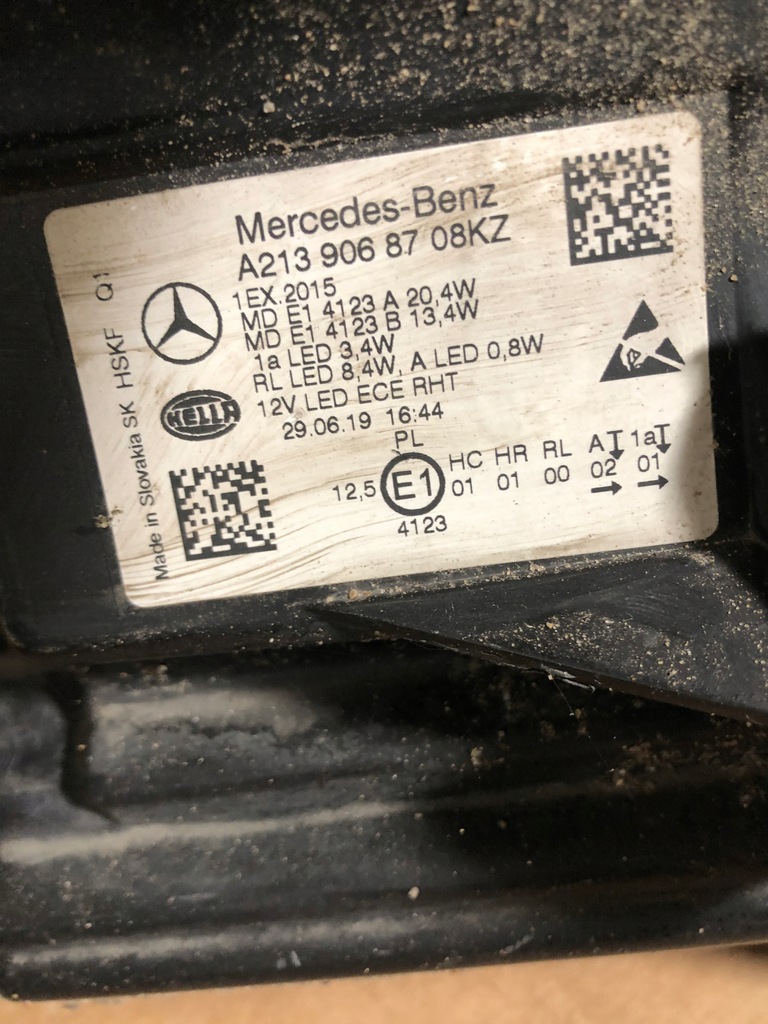 Mercedes-Benz
A213 906 87 08KZ
1EX.2015
MD E1 4123 A 20,4W
MD E1 4123 B 13,4W
1a LED 3,4W
RL LED 8,4W, A LED 0,8W
12V LED ECE RHT
29.06.19 16:44
PL
HC HR RL A 1a
12,5 E1 01 01 00 02 01
4123
HELLA
Made in Slovakia SK HSKF Q1